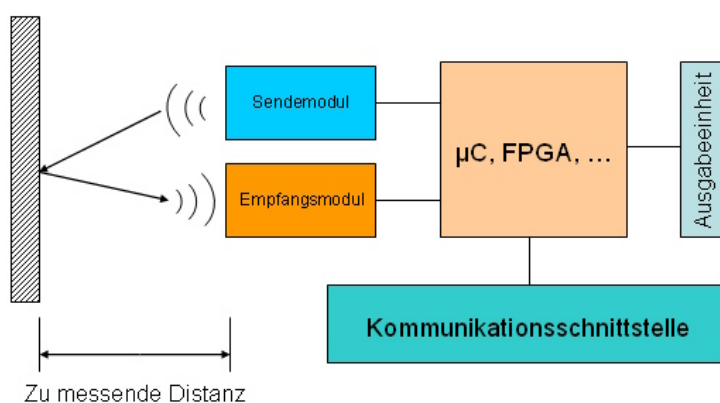 Sendemodul
Empfangsmodul
µC, FPGA, ...
Ausgabeeinheit
Kommunikationsschnittstelle
Zu messende Distanz